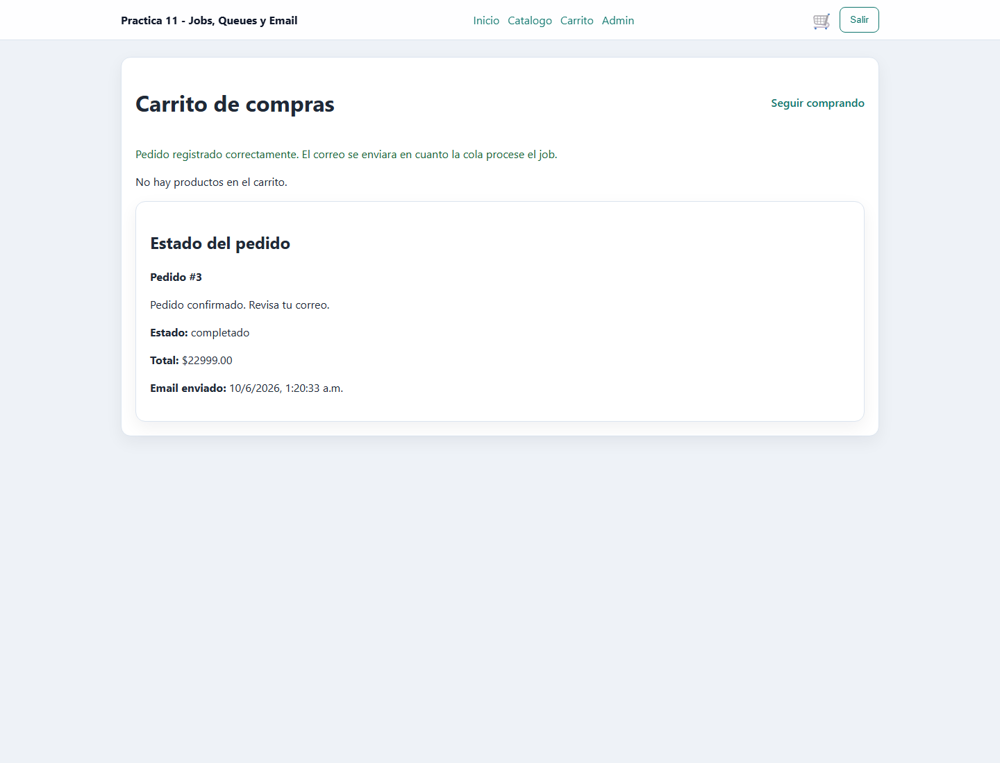 Practica 11 - Jobs, Queues y Email
Inicio Catalogo Carrito Admin
Salir
Carrito de compras
Seguir comprando
Pedido registrado correctamente. El correo se enviara en cuanto la cola procese el job.
No hay productos en el carrito.
Estado del pedido
Pedido #3
Pedido confirmado. Revisa tu correo.
Estado: completado
Total: $22999.00
Email enviado: 10/6/2026, 1:20:33 a.m.